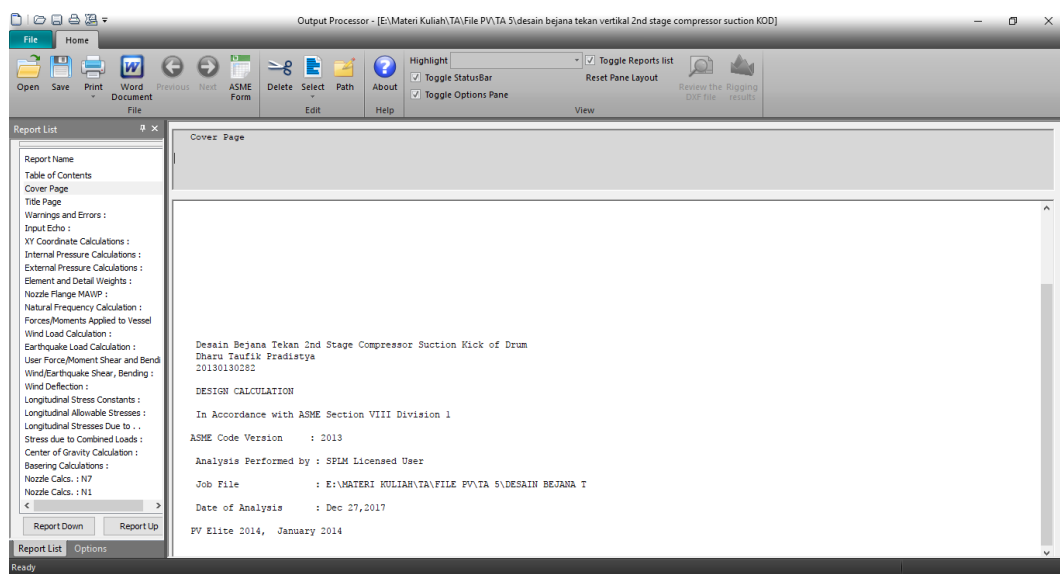 Output Processor - [E:\Materi Kuliah\TA\File PV\TA 5\desain bejana tekan vertikal 2nd stage compressor suction KOD]
File Home
Open Save Print Word Document Previous Next ASME Form Delete Select Path About
Highlight
Toggle StatusBar
Toggle Options Pane
Toggle Reports list
Reset Pane Layout
Review the DXF file Rigging results
File Edit Help View
Report List
Report Name
Table of Contents
Cover Page
Title Page
Warnings and Errors :
Input Echo :
XY Coordinate Calculations :
Internal Pressure Calculations :
External Pressure Calculations :
Element and Detail Weights :
Nozzle Flange MAWP :
Natural Frequency Calculation :
Forces/Moments Applied to Vessel
Wind Load Calculation :
Earthquake Load Calculation :
User Force/Moment Shear and Bendi
Wind/Earthquake Shear, Bending :
Wind Deflection :
Longitudinal Stress Constants :
Longitudinal Allowable Stresses :
Longitudinal Stresses Due to . .
Stress due to Combined Loads :
Center of Gravity Calculation :
Basering Calculations :
Nozzle Calcs. : N7
Nozzle Calcs. : N1
Report Down Report Up
Report List Options
Ready
Cover Page
Desain Bejana Tekan 2nd Stage Compressor Suction Kick of Drum
Dharu Taufik Pradistya
20130130282
DESIGN CALCULATION
In Accordance with ASME Section VIII Division 1
ASME Code Version : 2013
Analysis Performed by : SPLM Licensed User
Job File : E:\MATERI KULIAH\TA\FILE PV\TA 5\DESAIN BEJANA T
Date of Analysis : Dec 27,2017
PV Elite 2014, January 2014